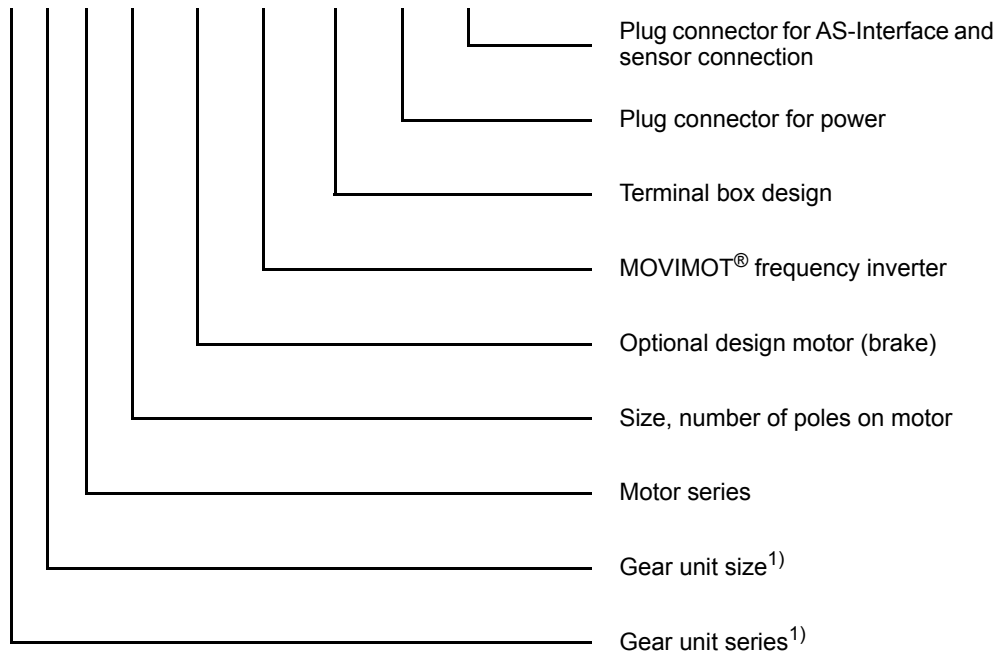 Plug connector for AS-Interface and
sensor connection
Plug connector for power
Terminal box design
MOVIMOT® frequency inverter
Optional design motor (brake)
Size, number of poles on motor
Motor series
Gear unit size1)
Gear unit series1)